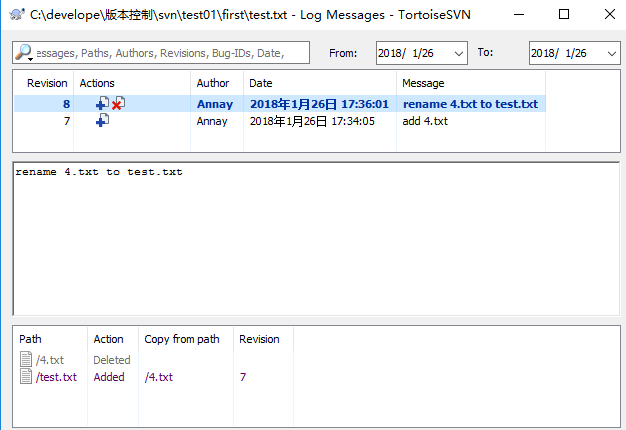 C:\develope\版本控制\svn\test01\first\test.txt - Log Messages - TortoiseSVN
essages, Paths, Authors, Revisions, Bug-IDs, Date, From: 2018/ 1/26 To: 2018/ 1/26
Revision Actions Author Date Message
8 Annay 2018年1月26日 17:36:01 rename 4.txt to test.txt
7 Annay 2018年1月26日 17:34:05 add 4.txt
rename 4.txt to test.txt
Path Action Copy from path Revision
/4.txt Deleted
/test.txt Added /4.txt 7